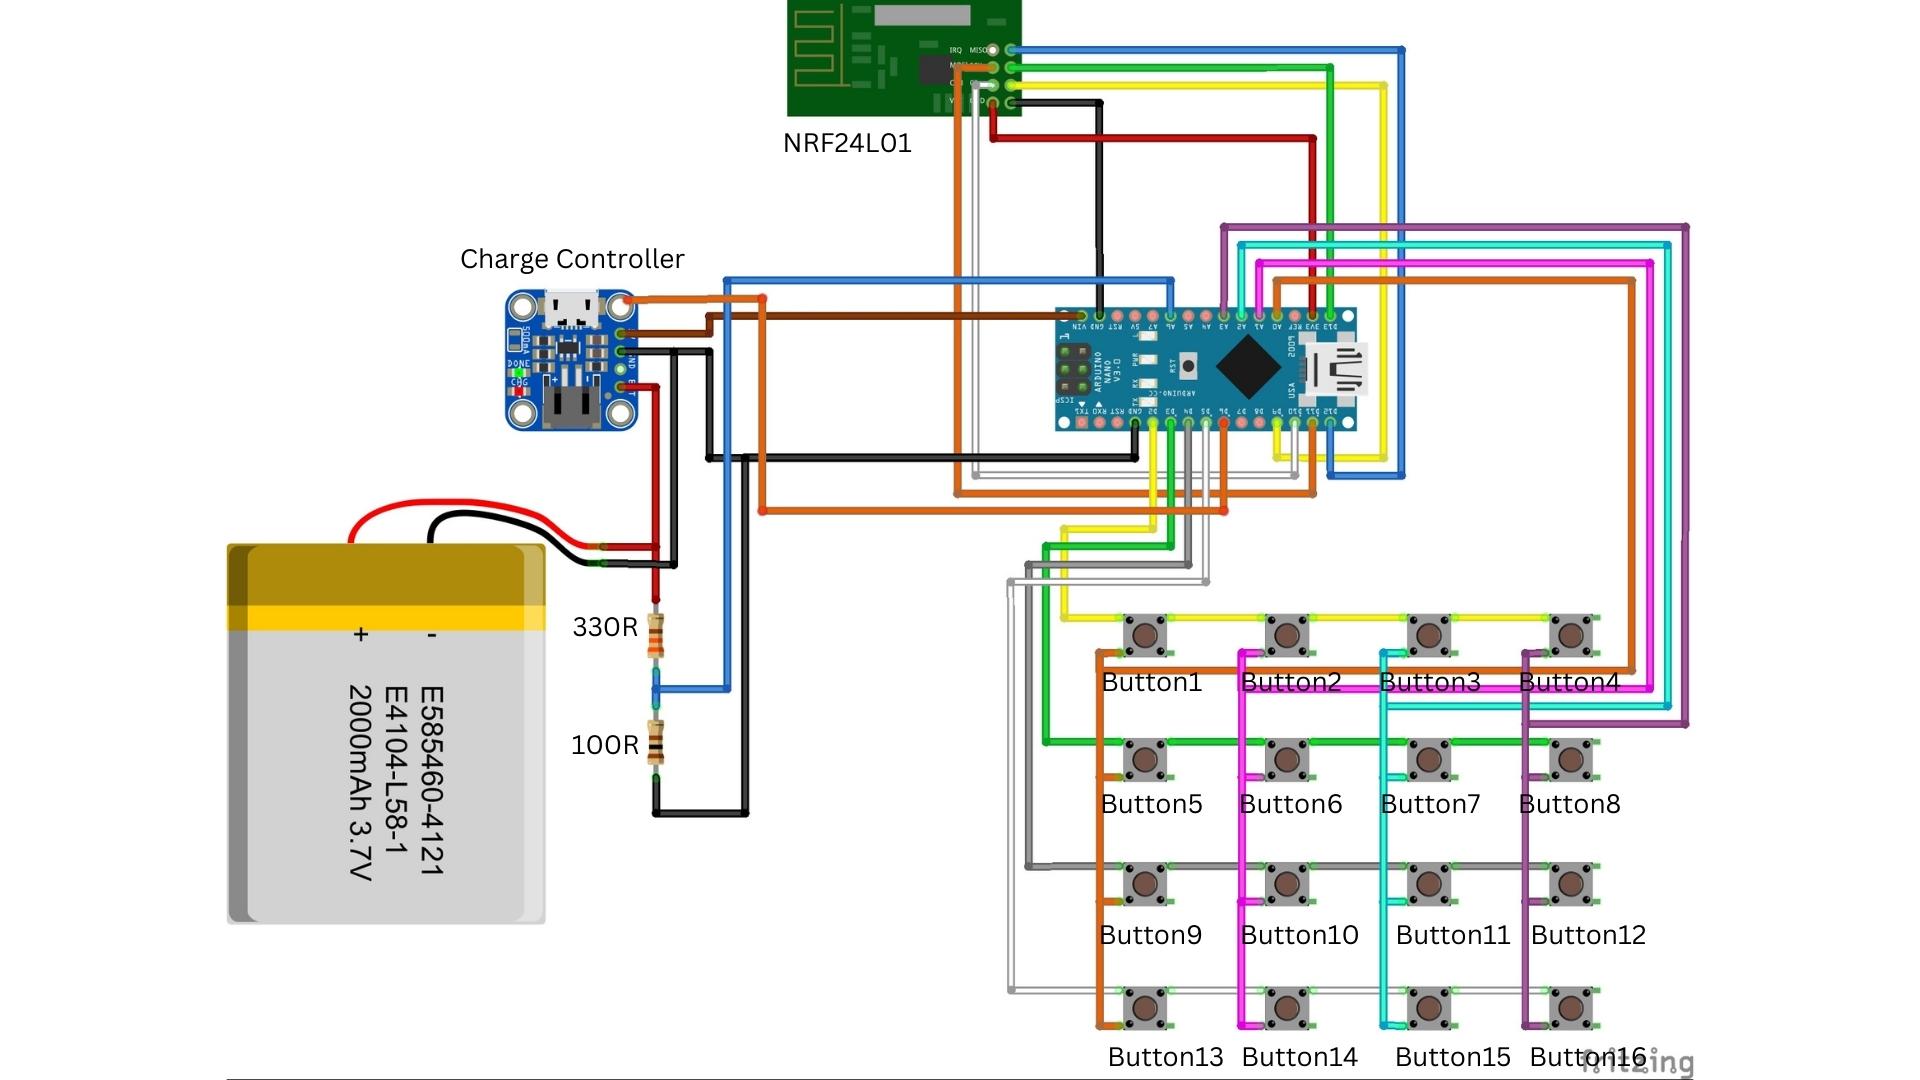 IRQ MISO
NRF24L01
Charge Controller
500mA
DONE
CHG
VIN GND RST 5V A7 A6 A5 A4 A3 A2 A1 A0 REF 3V3 D13
1
L
PWR
RX
TX
RST
ARDUINO
NANO
V3.0
ARDUINO.CC
USA
ICSP
TX1 RX0 RST GND D2 D3 D4 D5 D6 D7 D8 D9 D10 D11 D12
+ -
E585460-4121
E4104-L58-1
2000mAh 3.7V
330R
100R
Button1 Button2 Button3 Button4
Button5 Button6 Button7 Button8
Button9 Button10 Button11 Button12
Button13 Button14 Button15 Button16
fritzing